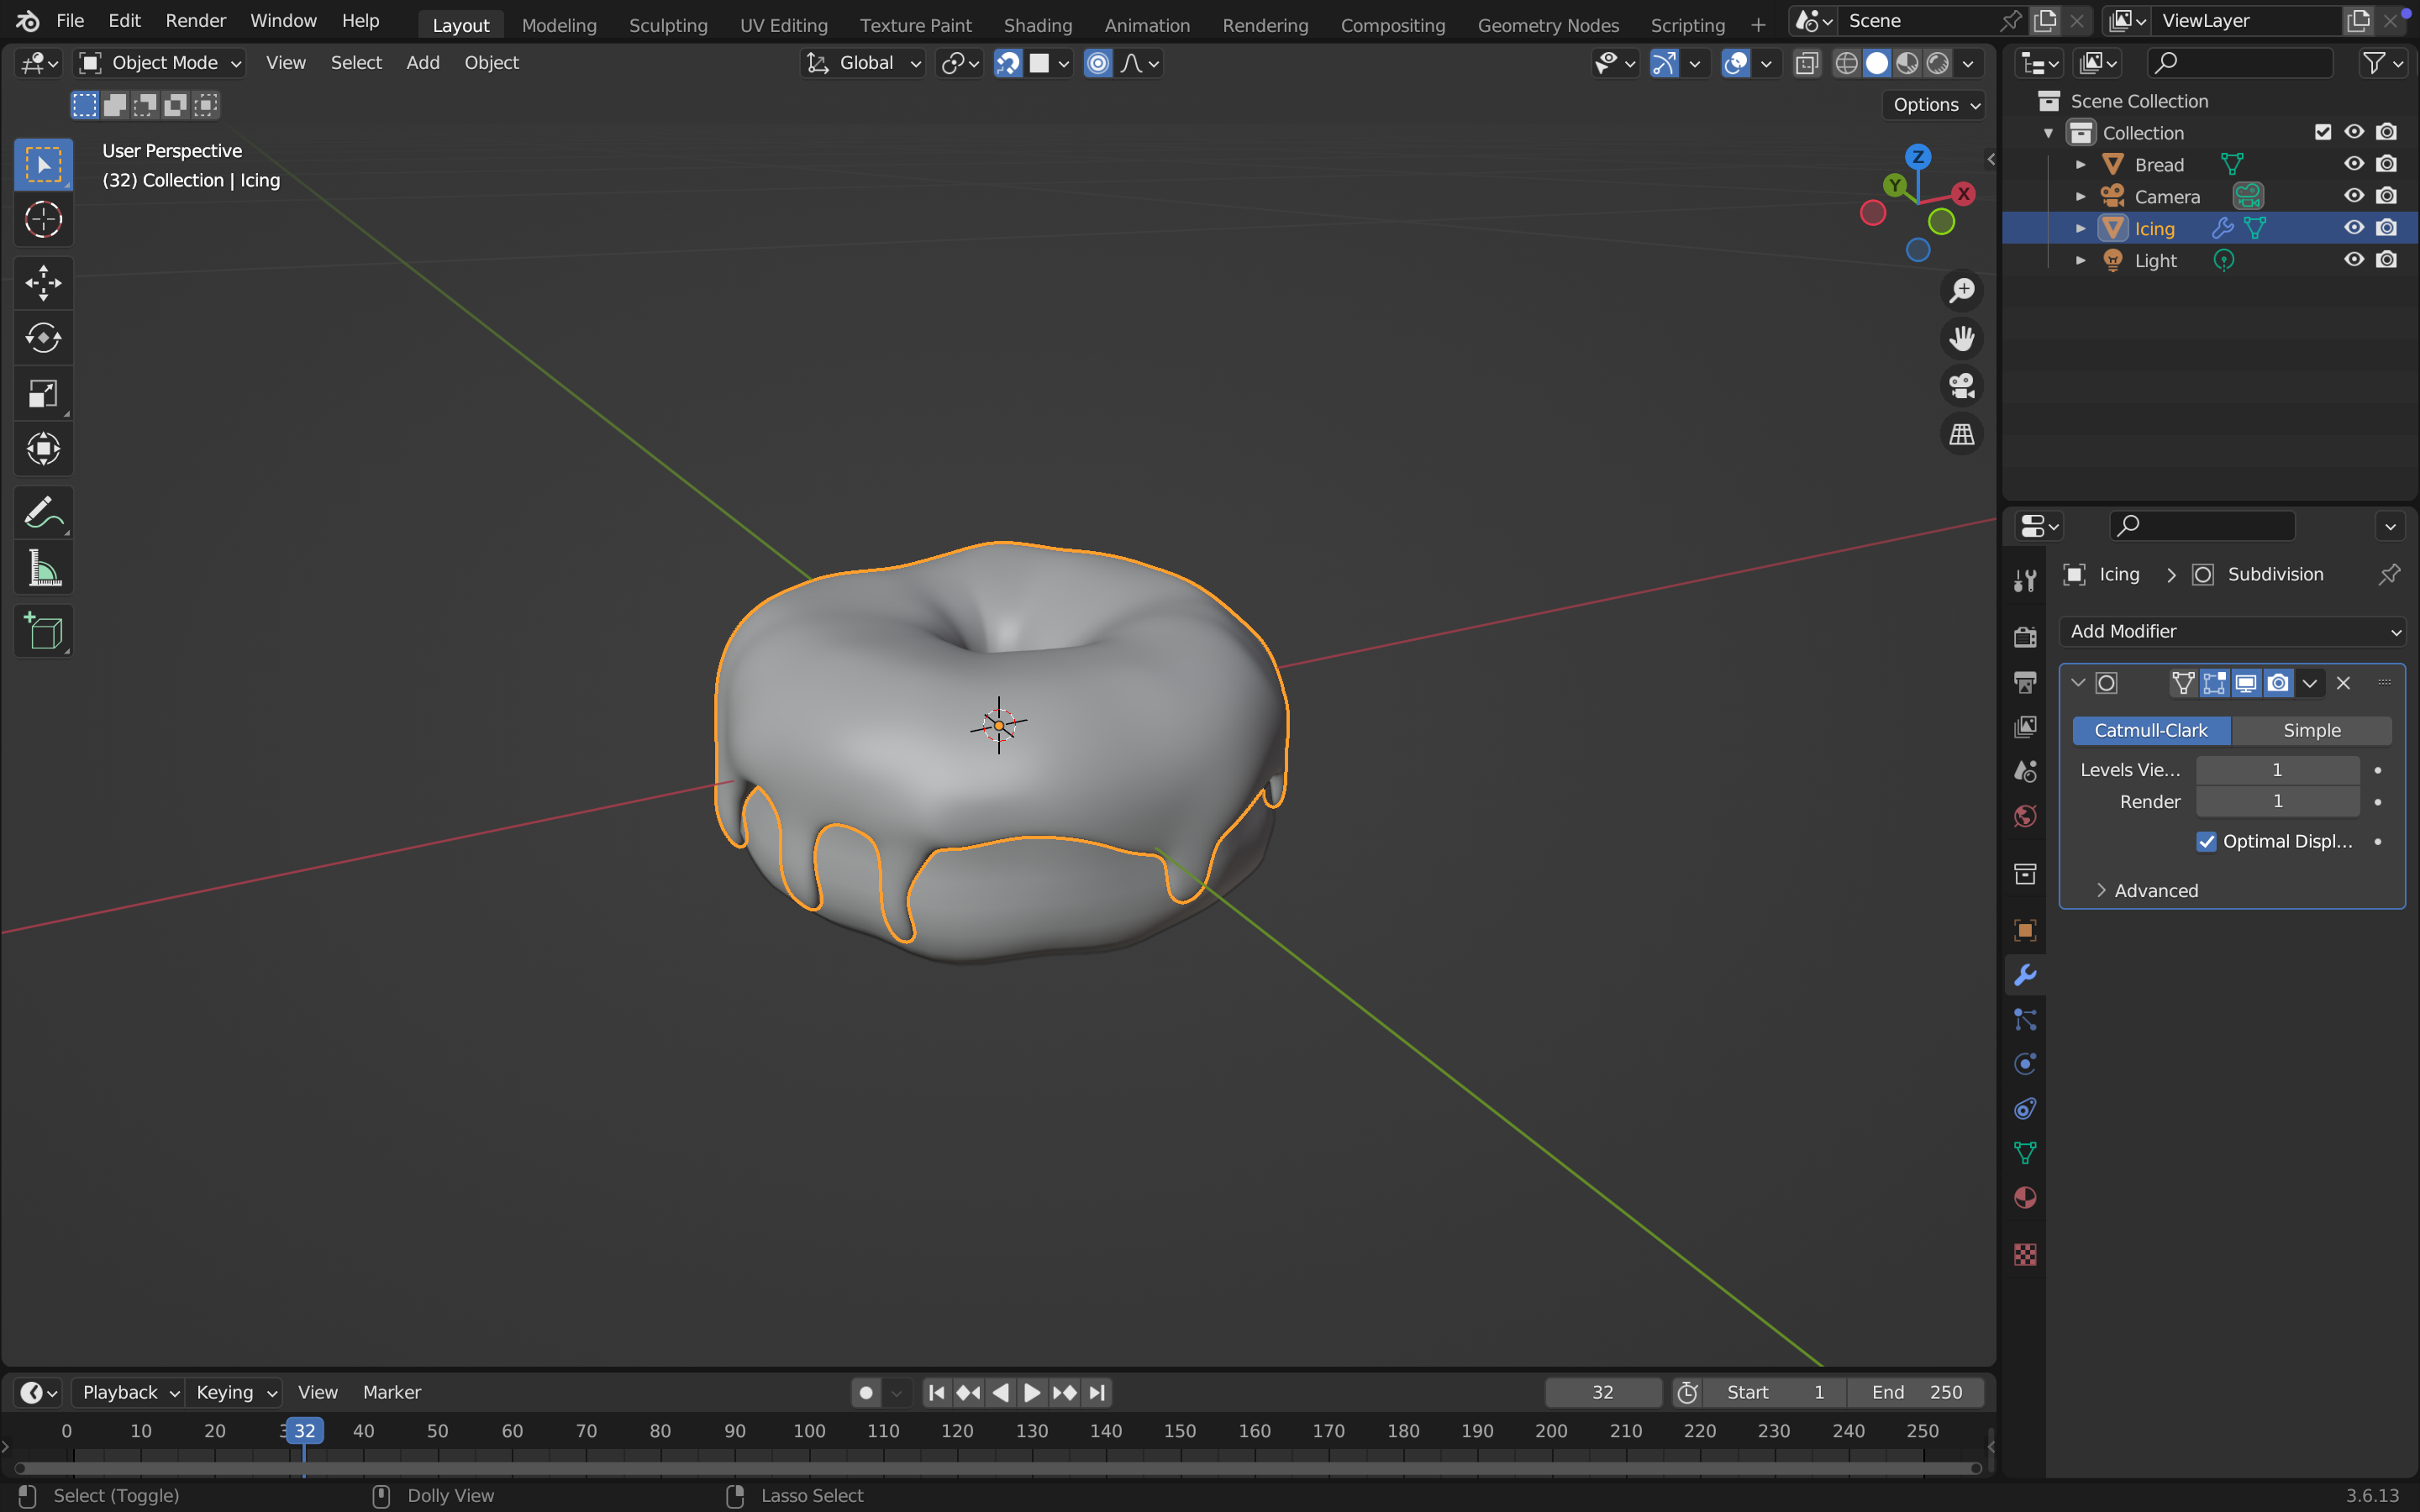 File Edit Render Window Help Layout Modeling Sculpting UV Editing Texture Paint Shading Animation Rendering Compositing Geometry Nodes Scripting + Scene ViewLayer
Object Mode View Select Add Object Global
Options
User Perspective
(32) Collection | Icing
Z
Y
X
Scene Collection
Collection
Bread
Camera
Icing
Light
Icing > Subdivision
Add Modifier
Catmull-Clark Simple
Levels Vie... 1
Render 1
Optimal Displ...
Advanced
Playback Keying View Marker 32 Start 1 End 250
0 10 20 32 40 50 60 70 80 90 100 110 120 130 140 150 160 170 180 190 200 210 220 230 240 250
Select (Toggle) Dolly View Lasso Select 3.6.13